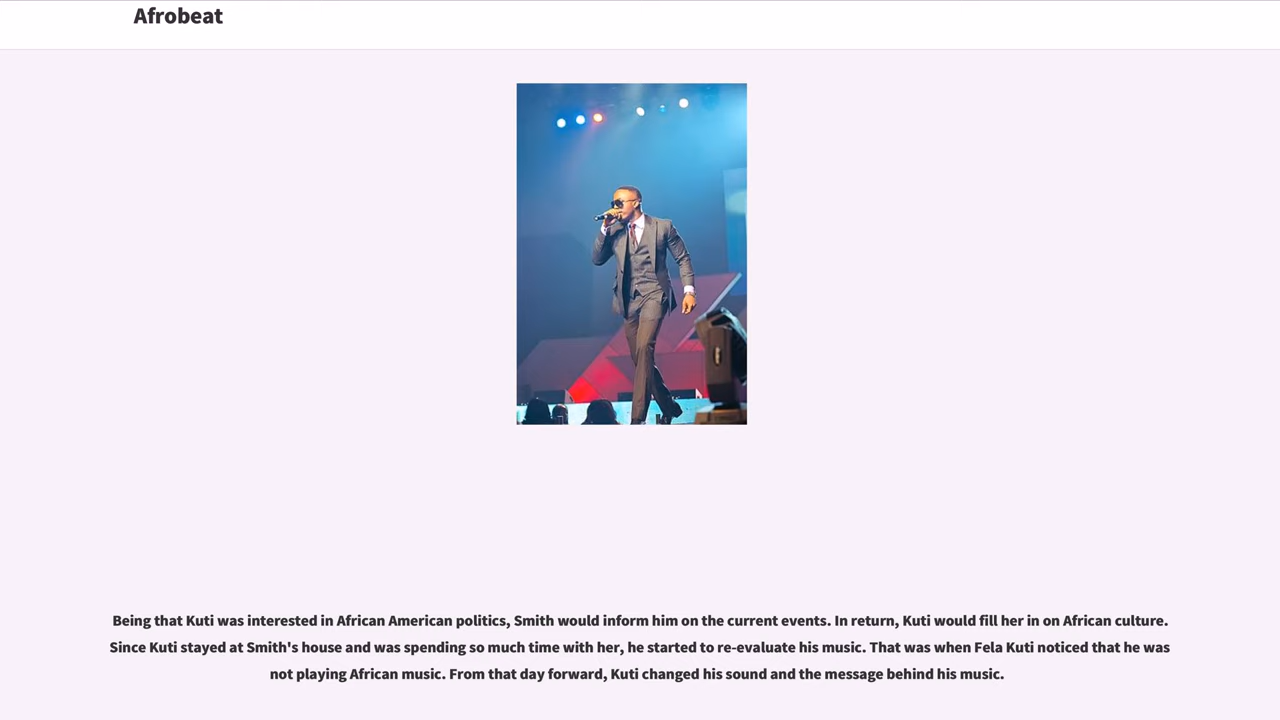 Afrobeat
Being that Kuti was interested in African American politics, Smith would inform him on the current events. In return, Kuti would fill her in on African culture.
Since Kuti stayed at Smith's house and was spending so much time with her, he started to re-evaluate his music. That was when Fela Kuti noticed that he was
not playing African music. From that day forward, Kuti changed his sound and the message behind his music.